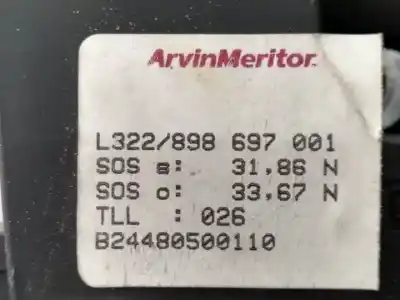 ArvinMeritor
L322/898 697 001
SOS s: 31,86 N
SOS o: 33,67 N
TLL : 026
B24480500110